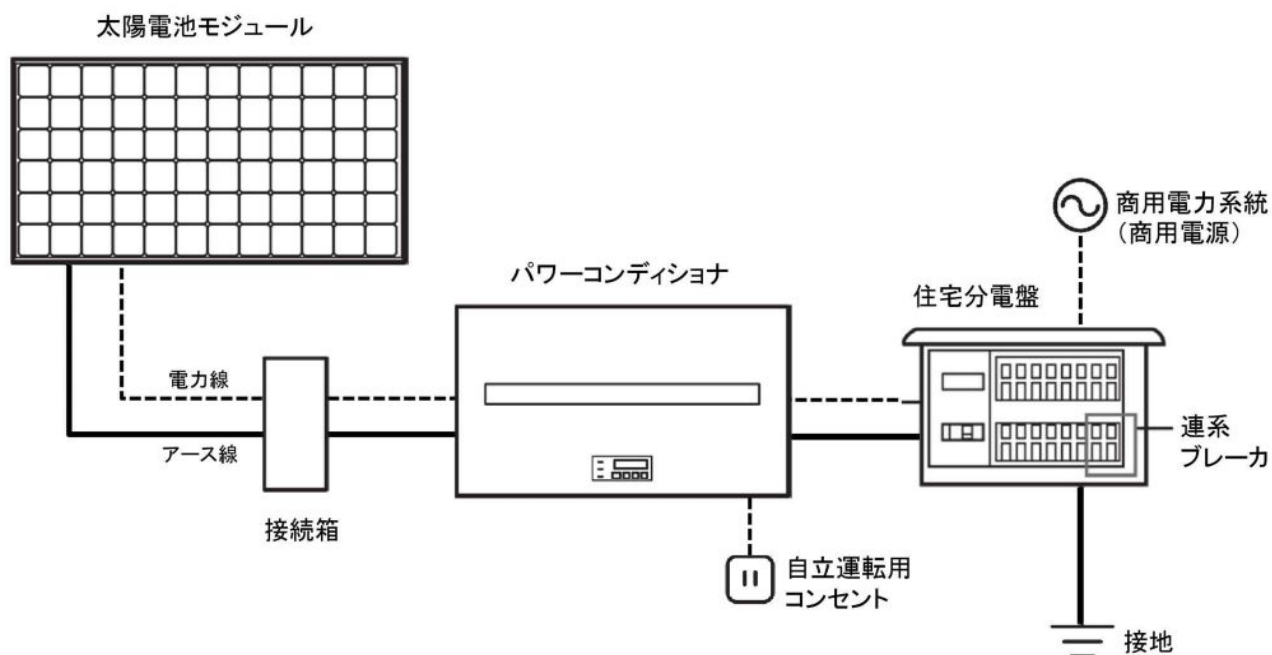 太陽電池モジュール
商用電力系統
（商用電源）
パワーコンディショナ
住宅分電盤
電力線
アース線
連系
ブレーカ
接続箱
自立運転用
コンセント
接地